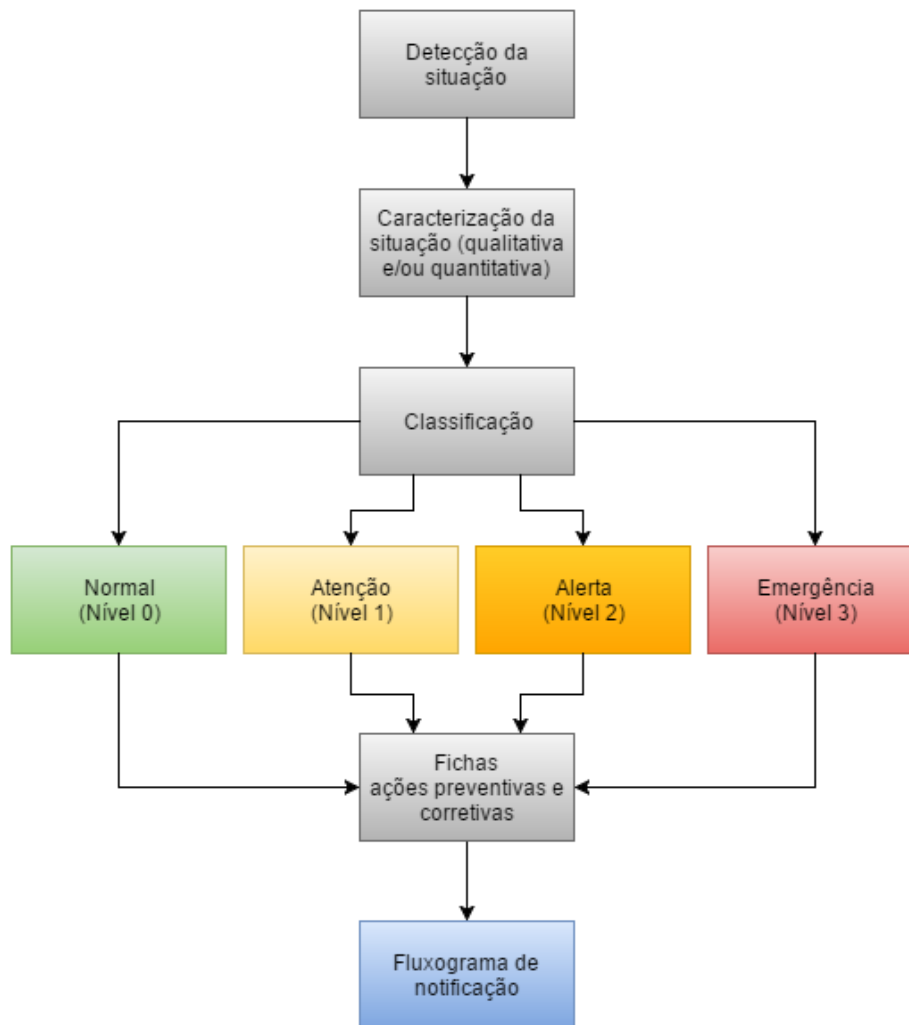 Detecção da
situação
Caracterização da
situação (qualitativa
e/ou quantitativa)
Classificação
Normal
(Nível 0)
Atenção
(Nível 1)
Alerta
(Nível 2)
Emergência
(Nível 3)
Fichas
ações preventivas e
corretivas
Fluxograma de
notificação